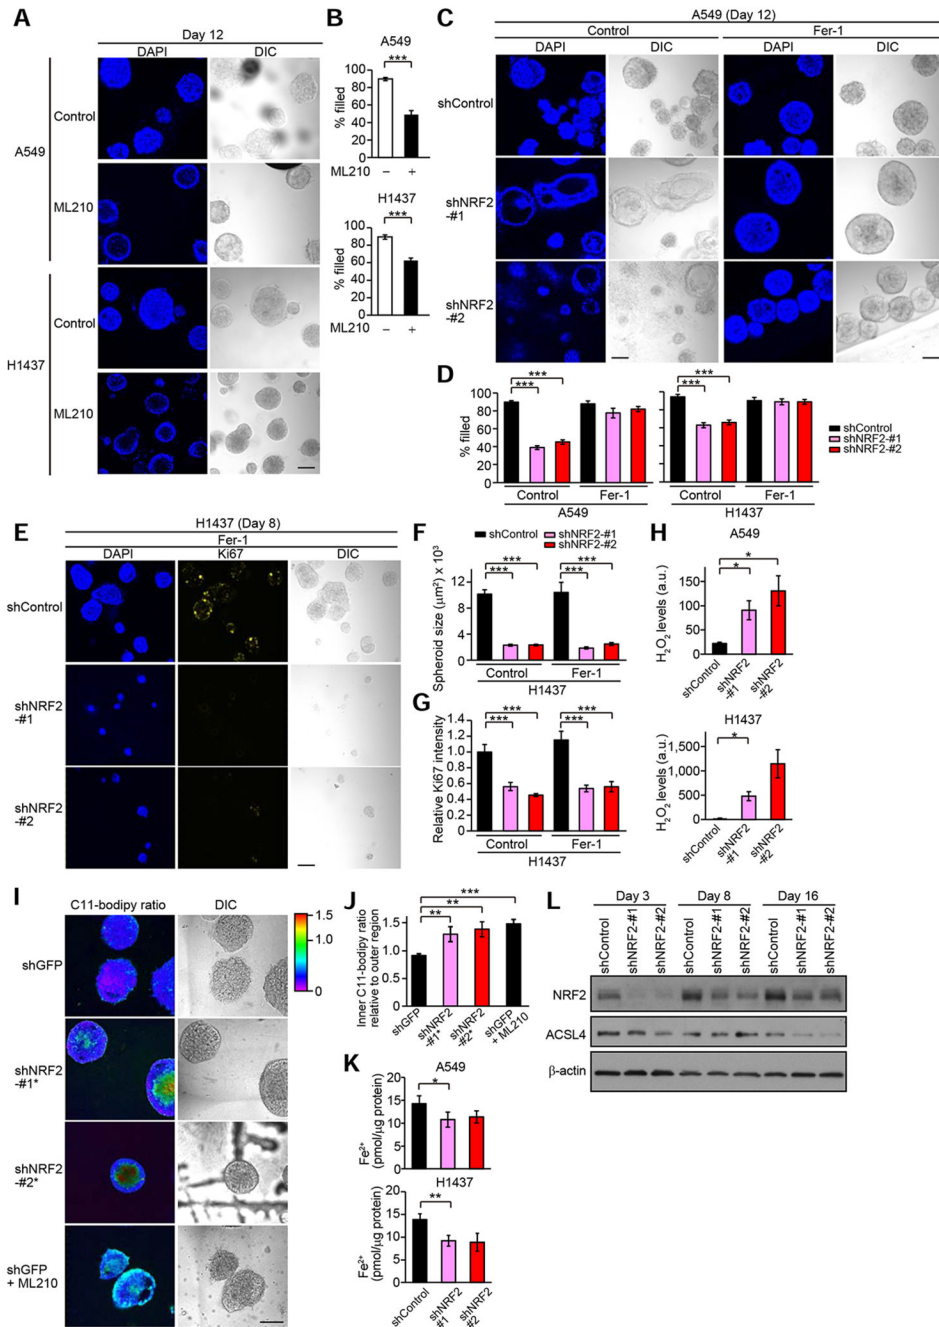 A
Day 12
DAPI DIC
A549
Control
ML210
H1437
Control
ML210
B
A549
***
% filled
100
80
60
40
20
0
ML210 – +
H1437
***
% filled
100
80
60
40
20
0
ML210 – +
C
A549 (Day 12)
Control Fer-1
DAPI DIC DAPI DIC
shControl
shNRF2
-#1
shNRF2
-#2
D
***
***
***
***
% filled
100
80
60
40
20
0
100
80
60
40
20
0
Control Fer-1
A549
Control Fer-1
H1437
shControl
shNRF2-#1
shNRF2-#2
E
H1437 (Day 8)
Fer-1
DAPI Ki67 DIC
shControl
shNRF2
-#1
shNRF2
-#2
F
shControl shNRF2-#1
shNRF2-#2
***
***
***
***
Spheroid size (μm²) x 10³
12
8
4
0
Control Fer-1
H1437
G
***
***
***
***
Relative Ki67 intensity
1.4
1.2
1.0
0.8
0.6
0.4
0.2
0
Control Fer-1
H1437
H
A549
*
*
H₂O₂ levels (a.u.)
150
100
50
0
shControl
shNRF2
-#1
shNRF2
-#2
H1437
*
H₂O₂ levels (a.u.)
1,500
1,000
500
0
shControl
shNRF2
-#1
shNRF2
-#2
I
C11-bodipy ratio DIC
1.5
1.0
0
shGFP
shNRF2
-#1*
shNRF2
-#2*
shGFP
+ ML210
J
***
**
**
Inner C11-bodipy ratio
relative to outer region
1.5
1.0
0.5
0
shGFP
shNRF2
-#1*
shNRF2
-#2*
shGFP
+ ML210
K
A549
*
Fe²⁺
(pmol/μg protein)
20
15
10
5
0
H1437
**
Fe²⁺
(pmol/μg protein)
20
15
10
5
0
shControl
shNRF2
-#1
shNRF2
-#2
L
Day 3 Day 8 Day 16
shControl shNRF2-#1 shNRF2-#2 shControl shNRF2-#1 shNRF2-#2 shControl shNRF2-#1 shNRF2-#2
NRF2
ACSL4
β-actin